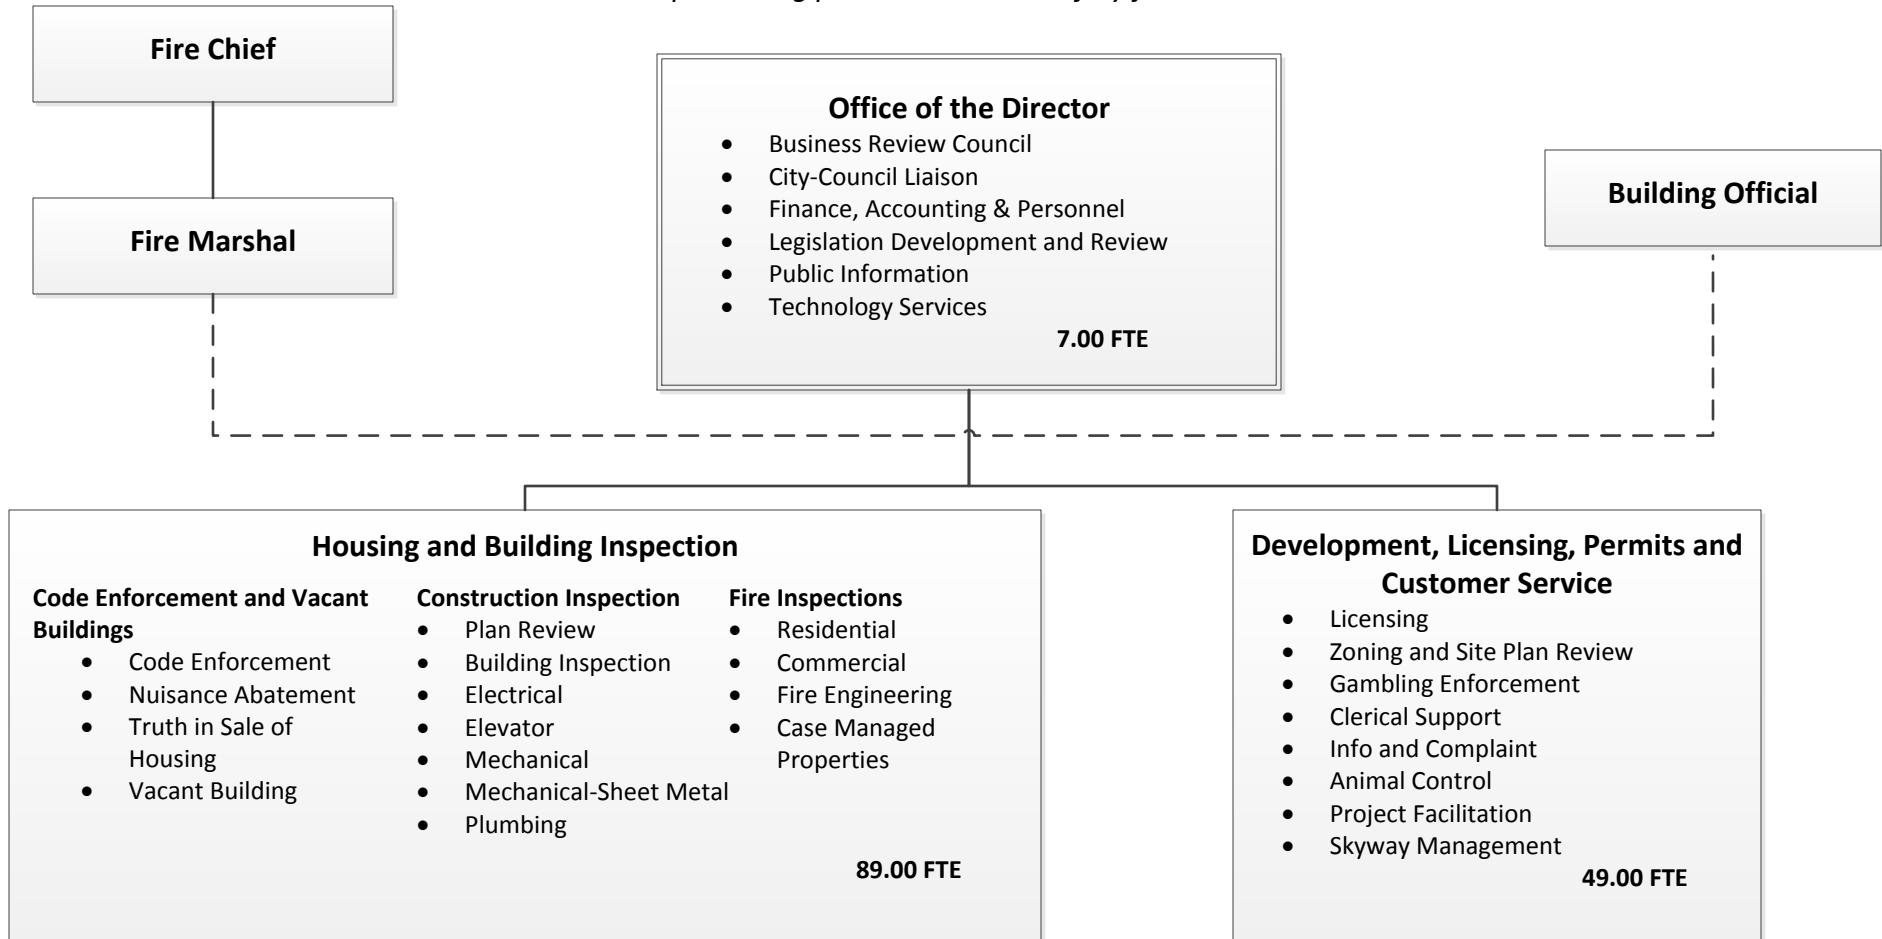 Fire Chief
Fire Marshal
Office of the Director
• Business Review Council
• City-Council Liaison
• Finance, Accounting & Personnel
• Legislation Development and Review
• Public Information
• Technology Services
7.00 FTE
Building Official
Housing and Building Inspection
Code Enforcement and Vacant
Buildings
• Code Enforcement
• Nuisance Abatement
• Truth in Sale of
Housing
• Vacant Building
Construction Inspection
• Plan Review
• Building Inspection
• Electrical
• Elevator
• Mechanical
• Mechanical-Sheet Metal
• Plumbing
Fire Inspections
• Residential
• Commercial
• Fire Engineering
• Case Managed
Properties
89.00 FTE
Development, Licensing, Permits and
Customer Service
• Licensing
• Zoning and Site Plan Review
• Gambling Enforcement
• Clerical Support
• Info and Complaint
• Animal Control
• Project Facilitation
• Skyway Management
49.00 FTE